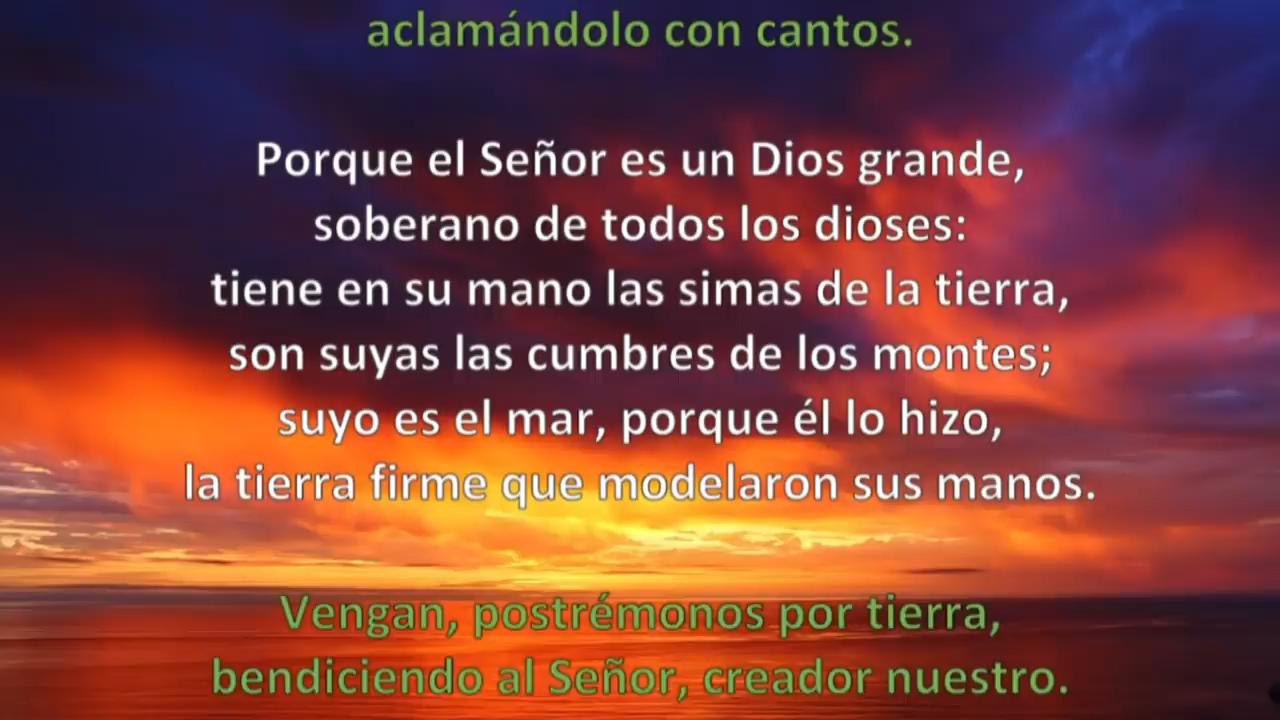 aclamándolo con cantos.
Porque el Señor es un Dios grande,
soberano de todos los dioses:
tiene en su mano las simas de la tierra,
son suyas las cumbres de los montes;
suyo es el mar, porque él lo hizo,
la tierra firme que modelaron sus manos.
Vengan, postrémonos por tierra,
bendiciendo al Señor, creador nuestro.